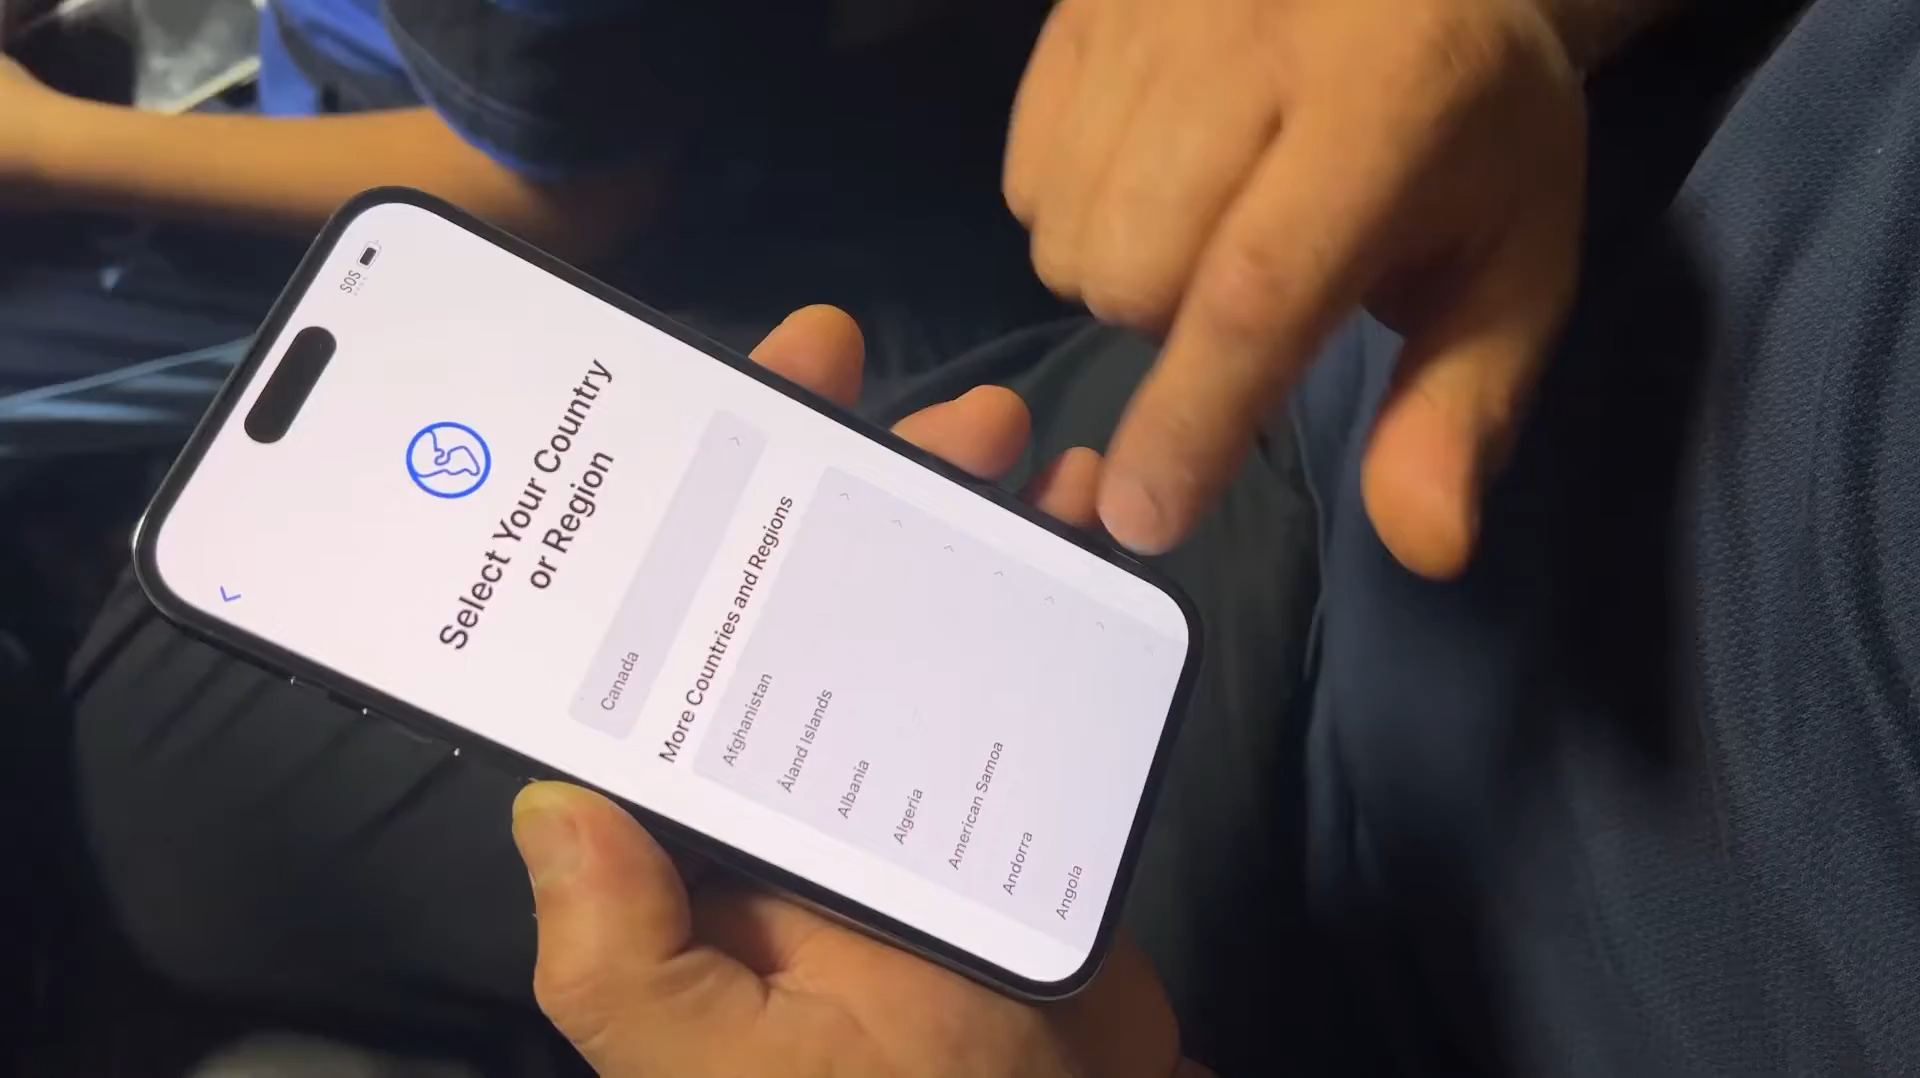 SOS
Select Your Country
or Region
Canada
More Countries and Regions
Afghanistan
Åland Islands
Albania
Algeria
American Samoa
Andorra
Angola